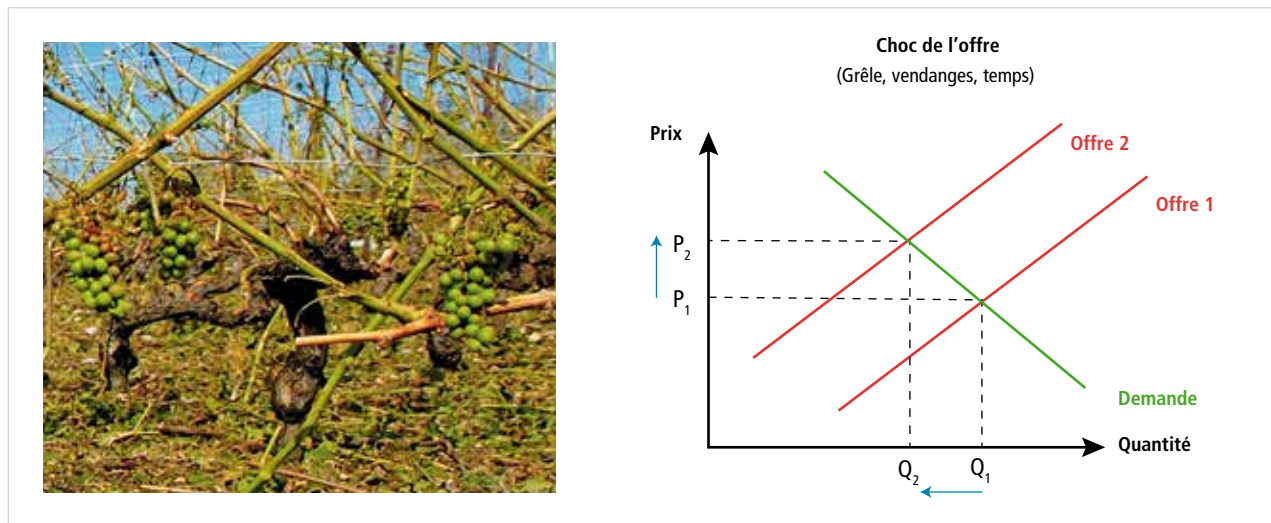 Choc de l'offre
(Grêle, vendanges, temps)
Prix
Offre 2
Offre 1
P₂
P₁
Demande
Quantité
Q₂
Q₁